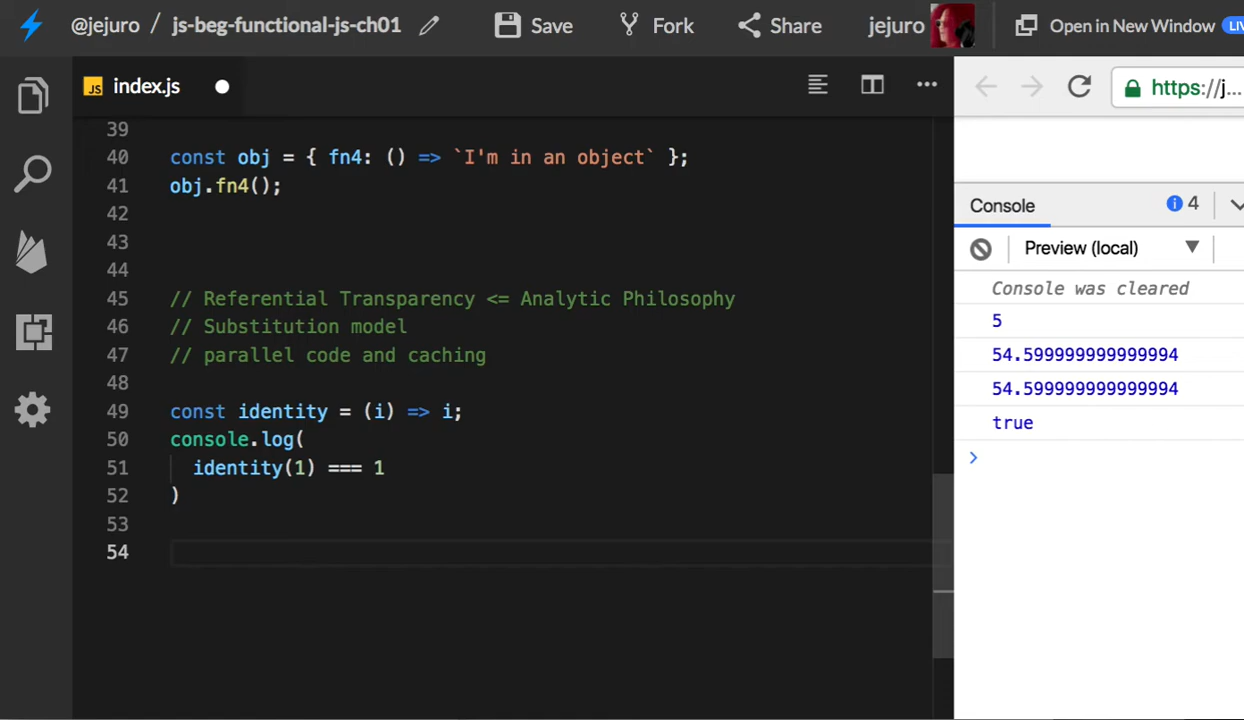 @jejuro / js-beg-functional-js-ch01 Save Fork Share jejuro Open in New Window LIV
JS index.js
https://j...
39
40 const obj = { fn4: () => `I'm in an object` };
41 obj.fn4();
42
43
44
45 // Referential Transparency <= Analytic Philosophy
46 // Substitution model
47 // parallel code and caching
48
49 const identity = (i) => i;
50 console.log(
51 identity(1) === 1
52 )
53
54
Console 4
Preview (local)
Console was cleared
5
54.599999999999994
54.599999999999994
true
>